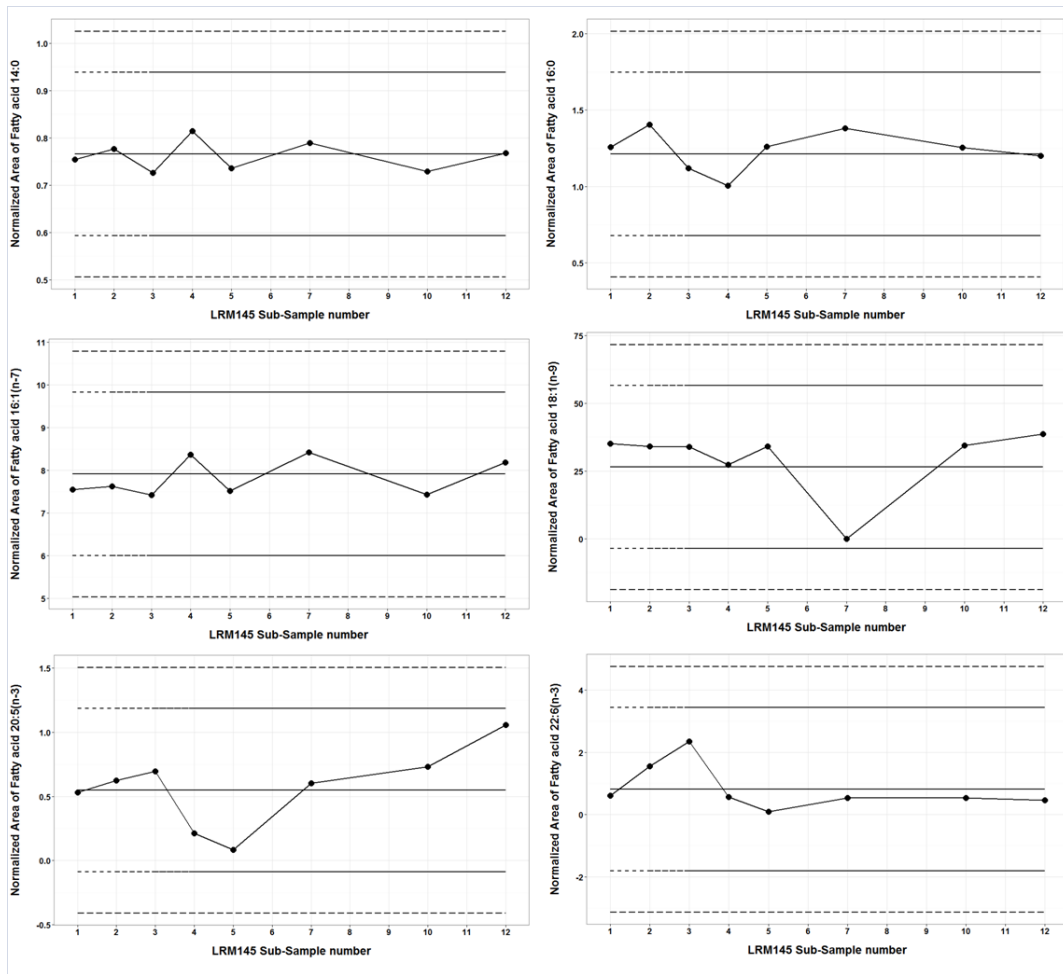 Normalized Area of Fatty acid 14:0
1.0
0.9
0.8
0.7
0.6
0.5
1 2 3 4 5 6 7 8 9 10 11 12
LRM145 Sub-Sample number
Normalized Area of Fatty acid 16:0
2.0
1.5
1.0
0.5
1 2 3 4 5 6 7 8 9 10 11 12
LRM145 Sub-Sample number
Normalized Area of Fatty acid 16:1(n-7)
11
10
9
8
7
6
5
1 2 3 4 5 6 7 8 9 10 11 12
LRM145 Sub-Sample number
Normalized Area of Fatty acid 18:1(n-9)
75
50
25
0
1 2 3 4 5 6 7 8 9 10 11 12
LRM145 Sub-Sample number
Normalized Area of Fatty acid 20:5(n-3)
1.5
1.0
0.5
0.0
-0.5
1 2 3 4 5 6 7 8 9 10 11 12
LRM145 Sub-Sample number
Normalized Area of Fatty acid 22:6(n-3)
4
2
0
-2
1 2 3 4 5 6 7 8 9 10 11 12
LRM145 Sub-Sample number